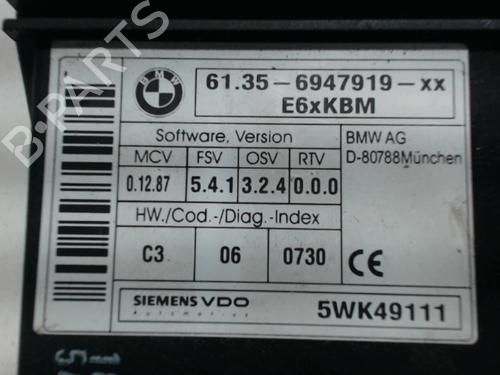 B-PARTS
BMW
61.35 - 6947919 - xx
E6xKBM
Software, Version
MCV FSV OSV RTV
0.12.87 5.4.1 3.2.4 0.0.0
HW./Cod.-/Diag.-Index
C3 06 0730
BMW AG
D-80788München
CE
SIEMENS VDO
Automotive
5WK49111